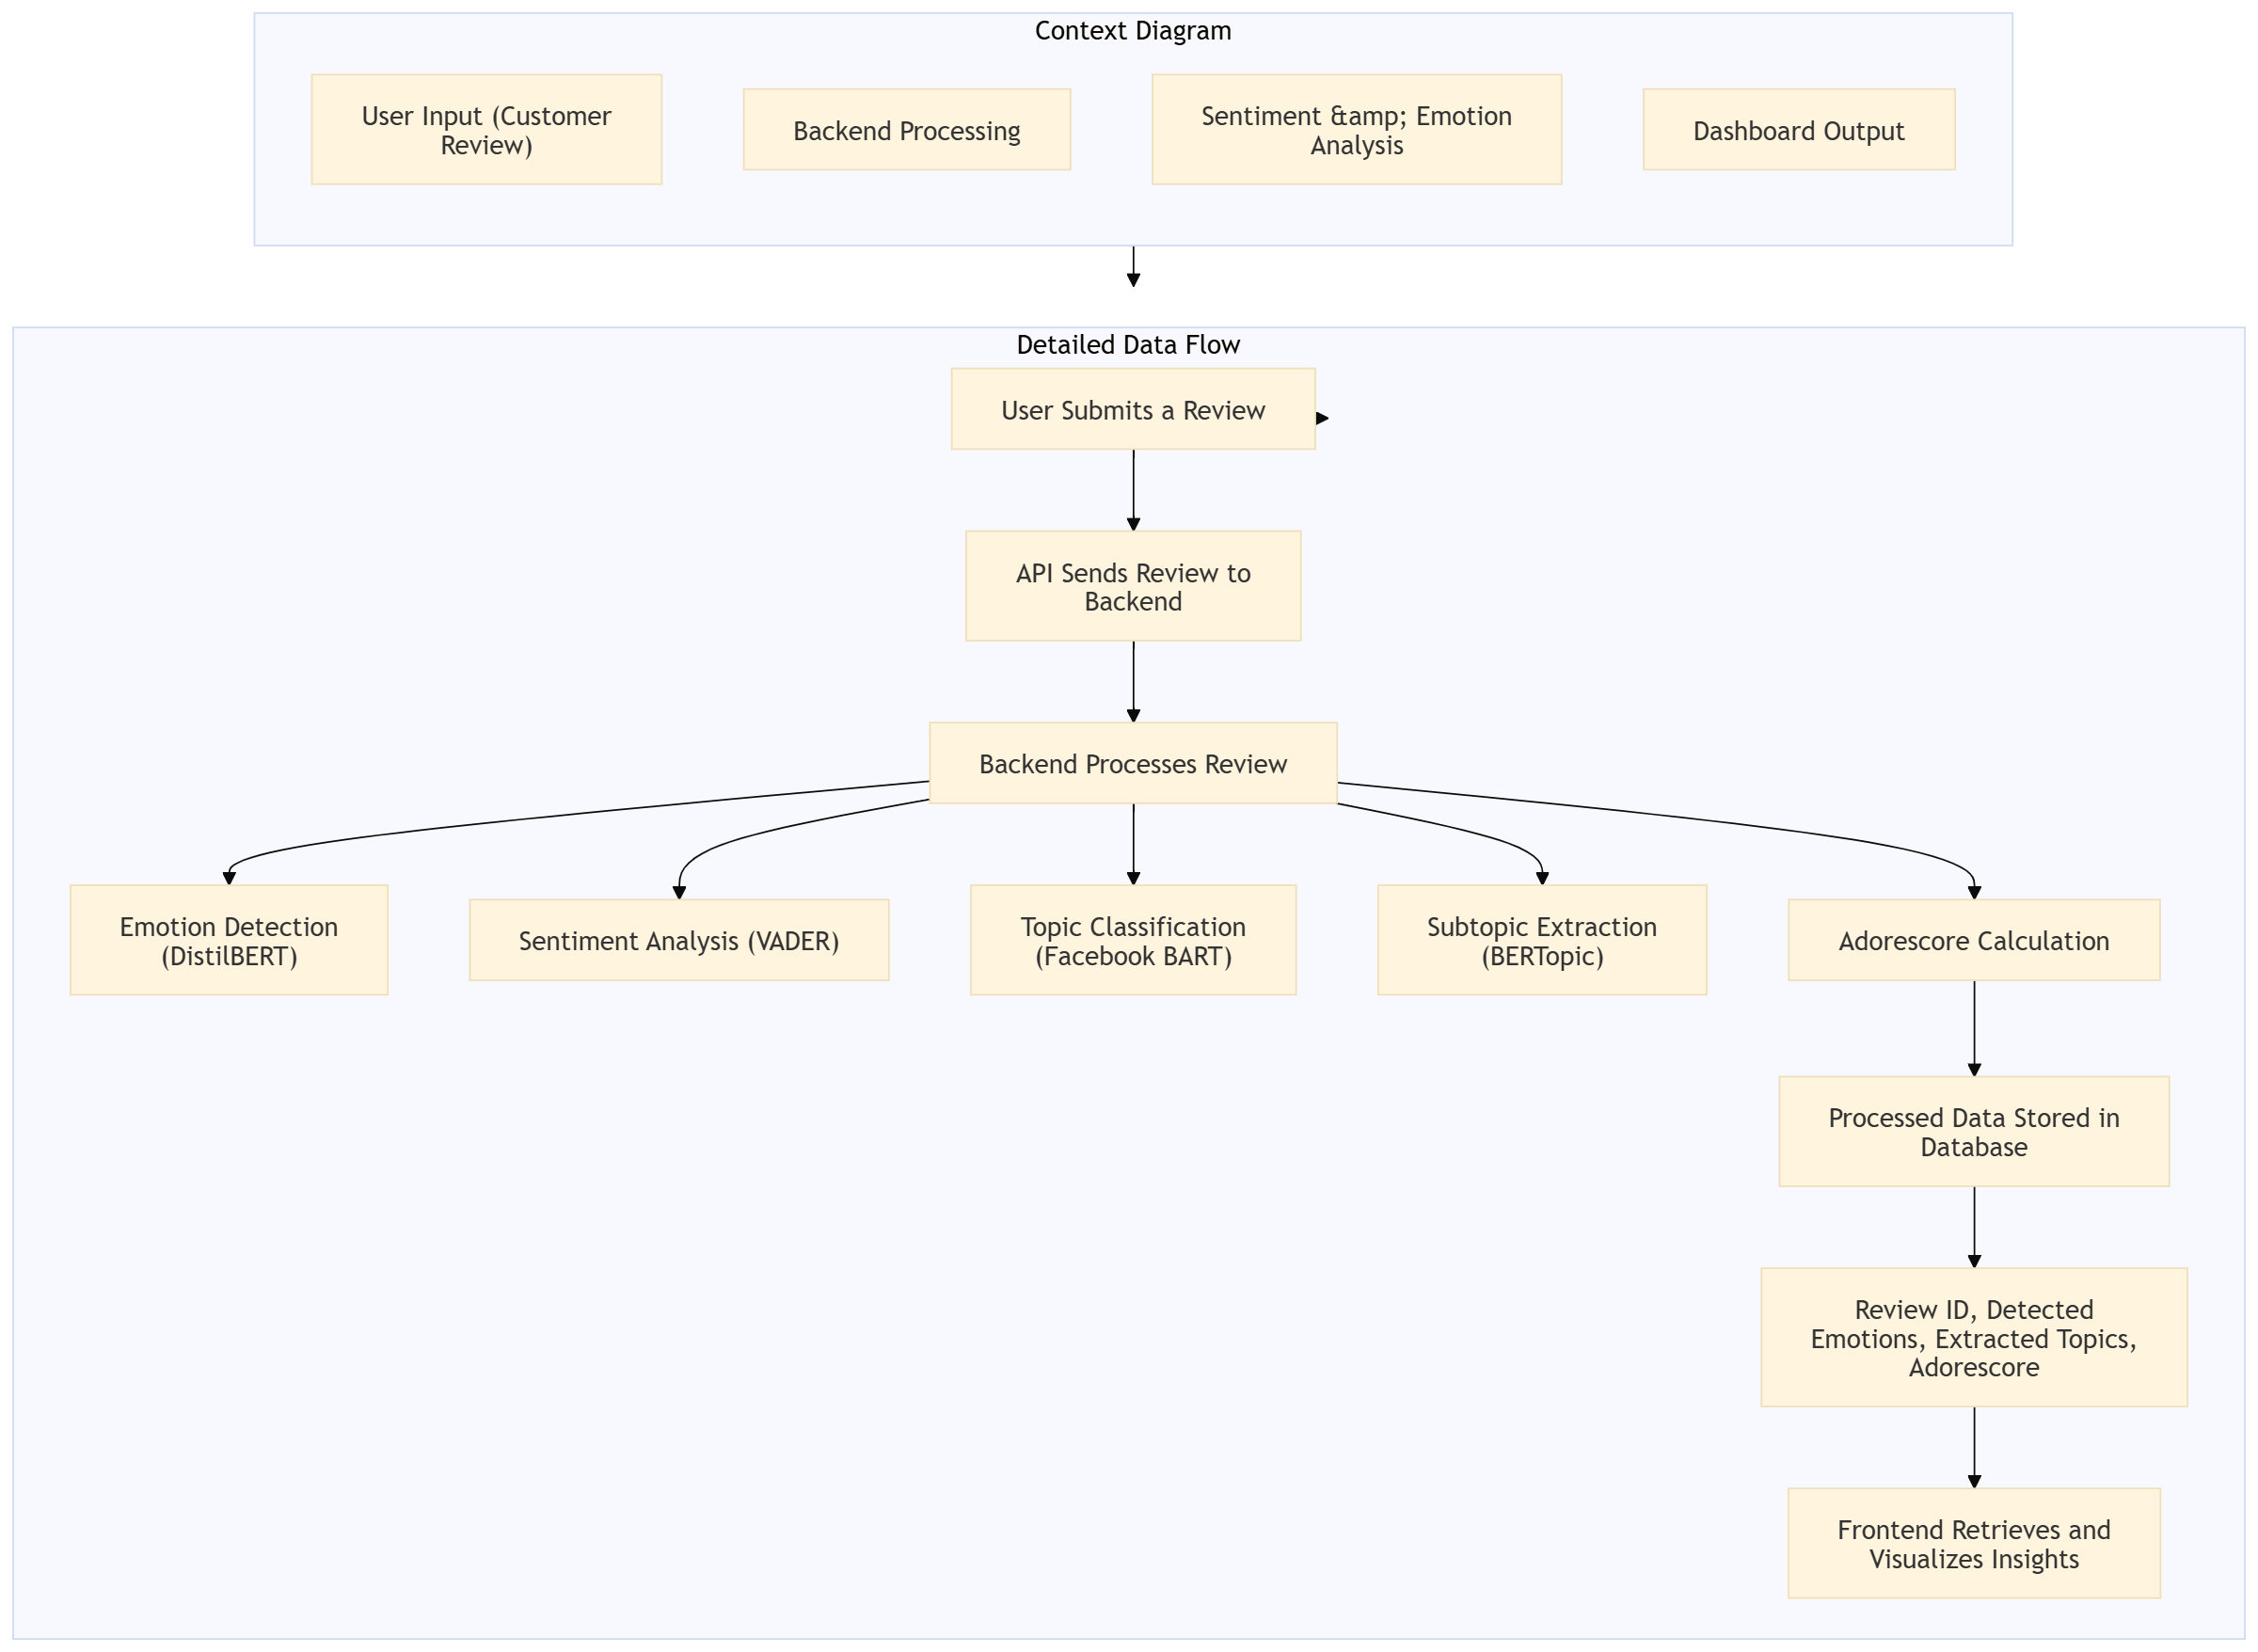 Context Diagram
User Input (Customer
Review)
Backend Processing
Sentiment &amp; Emotion
Analysis
Dashboard Output
Detailed Data Flow
User Submits a Review
API Sends Review to
Backend
Backend Processes Review
Emotion Detection
(DistilBERT)
Sentiment Analysis (VADER)
Topic Classification
(Facebook BART)
Subtopic Extraction
(BERTopic)
Adorescore Calculation
Processed Data Stored in
Database
Review ID, Detected
Emotions, Extracted Topics,
Adorescore
Frontend Retrieves and
Visualizes Insights